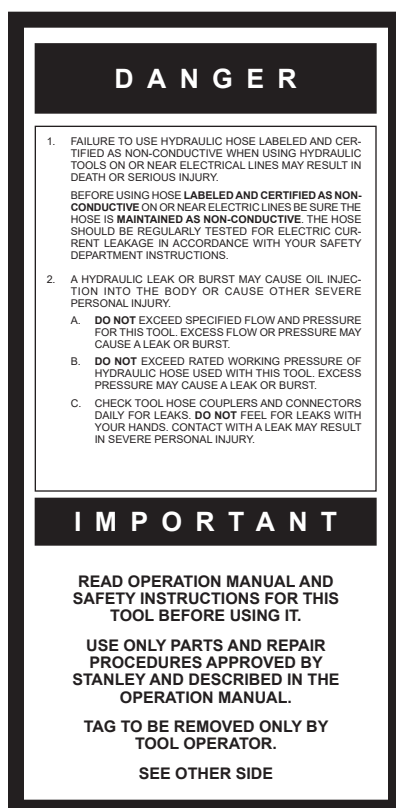 DANGER
1. FAILURE TO USE HYDRAULIC HOSE LABELED AND CER-
TIFIED AS NON-CONDUCTIVE WHEN USING HYDRAULIC
TOOLS ON OR NEAR ELECTRICAL LINES MAY RESULT IN
DEATH OR SERIOUS INJURY.
BEFORE USING HOSE LABELED AND CERTIFIED AS NON-
CONDUCTIVE ON OR NEAR ELECTRIC LINES BE SURE THE
HOSE IS MAINTAINED AS NON-CONDUCTIVE. THE HOSE
SHOULD BE REGULARLY TESTED FOR ELECTRIC CUR-
RENT LEAKAGE IN ACCORDANCE WITH YOUR SAFETY
DEPARTMENT INSTRUCTIONS.
2. A HYDRAULIC LEAK OR BURST MAY CAUSE OIL INJEC-
TION INTO THE BODY OR CAUSE OTHER SEVERE
PERSONAL INJURY.
A. DO NOT EXCEED SPECIFIED FLOW AND PRESSURE
FOR THIS TOOL. EXCESS FLOW OR PRESSURE MAY
CAUSE A LEAK OR BURST.
B. DO NOT EXCEED RATED WORKING PRESSURE OF
HYDRAULIC HOSE USED WITH THIS TOOL. EXCESS
PRESSURE MAY CAUSE A LEAK OR BURST.
C. CHECK TOOL HOSE COUPLERS AND CONNECTORS
DAILY FOR LEAKS. DO NOT FEEL FOR LEAKS WITH
YOUR HANDS. CONTACT WITH A LEAK MAY RESULT
IN SEVERE PERSONAL INJURY.
IMPORTANT
READ OPERATION MANUAL AND
SAFETY INSTRUCTIONS FOR THIS
TOOL BEFORE USING IT.
USE ONLY PARTS AND REPAIR
PROCEDURES APPROVED BY
STANLEY AND DESCRIBED IN THE
OPERATION MANUAL.
TAG TO BE REMOVED ONLY BY
TOOL OPERATOR.
SEE OTHER SIDE